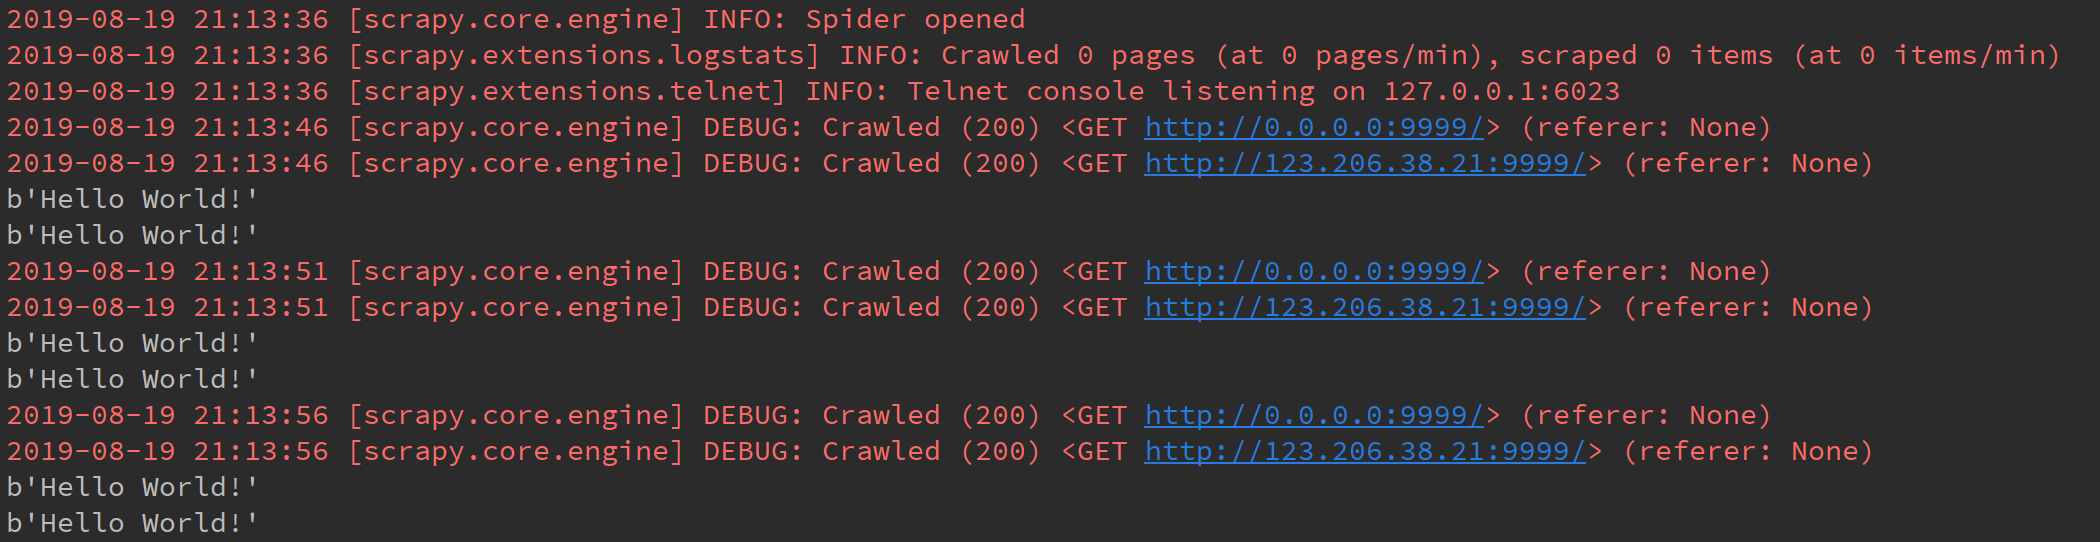 2019-08-19 21:13:36 [scrapy.core.engine] INFO: Spider opened
2019-08-19 21:13:36 [scrapy.extensions.logstats] INFO: Crawled 0 pages (at 0 pages/min), scraped 0 items (at 0 items/min)
2019-08-19 21:13:36 [scrapy.extensions.telnet] INFO: Telnet console listening on 127.0.0.1:6023
2019-08-19 21:13:46 [scrapy.core.engine] DEBUG: Crawled (200) <GET http://0.0.0.0:9999/> (referer: None)
2019-08-19 21:13:46 [scrapy.core.engine] DEBUG: Crawled (200) <GET http://123.206.38.21:9999/> (referer: None)
b'Hello World!'
b'Hello World!'
2019-08-19 21:13:51 [scrapy.core.engine] DEBUG: Crawled (200) <GET http://0.0.0.0:9999/> (referer: None)
2019-08-19 21:13:51 [scrapy.core.engine] DEBUG: Crawled (200) <GET http://123.206.38.21:9999/> (referer: None)
b'Hello World!'
b'Hello World!'
2019-08-19 21:13:56 [scrapy.core.engine] DEBUG: Crawled (200) <GET http://0.0.0.0:9999/> (referer: None)
2019-08-19 21:13:56 [scrapy.core.engine] DEBUG: Crawled (200) <GET http://123.206.38.21:9999/> (referer: None)
b'Hello World!'
b'Hello World!'